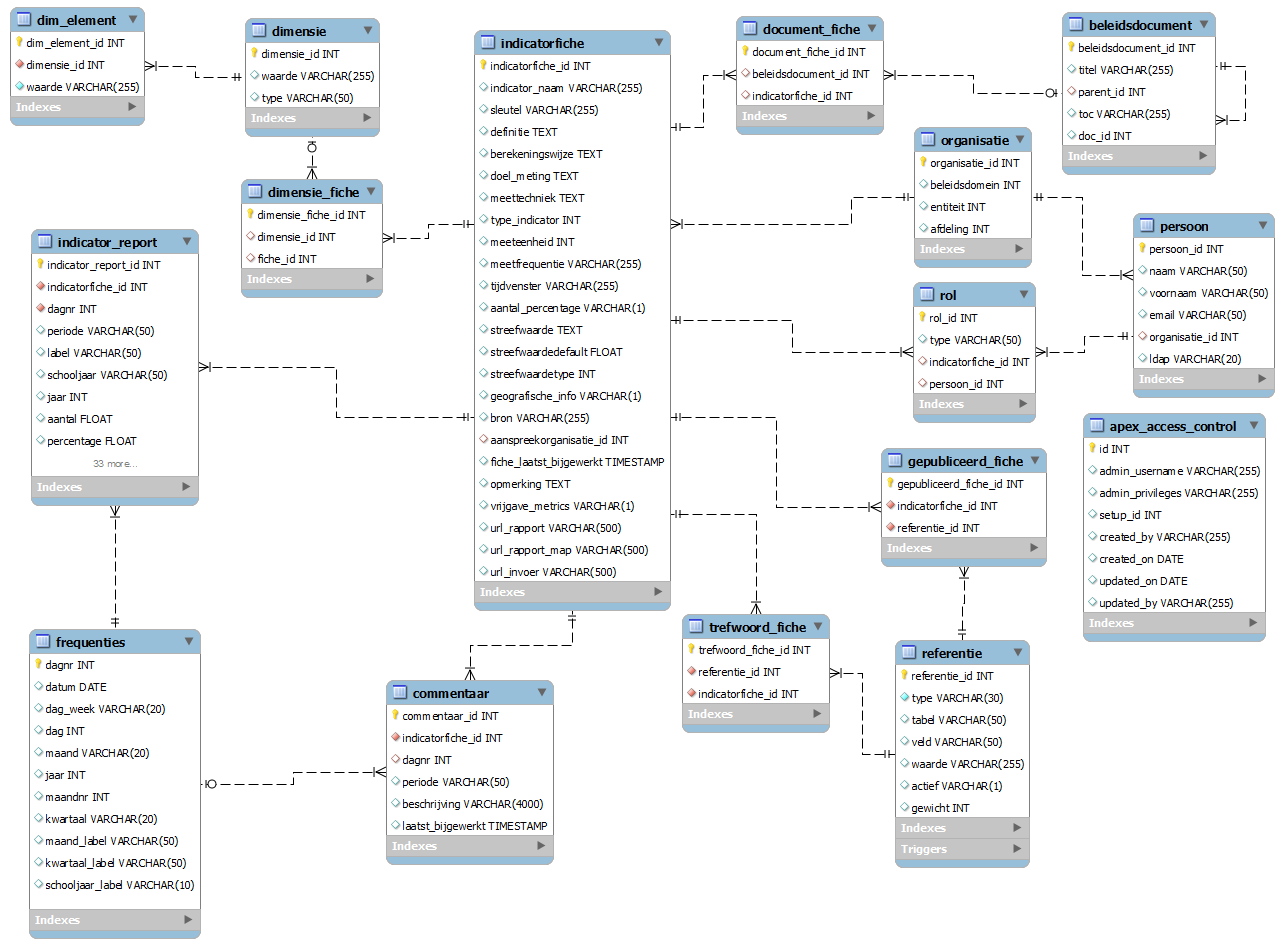 dim_element
dim_element_id INT
dimensie_id INT
waarde VARCHAR(255)
Indexes
dimensie
dimensie_id INT
waarde VARCHAR(255)
type VARCHAR(50)
Indexes
dimensie_fiche
dimensie_fiche_id INT
dimensie_id INT
fiche_id INT
Indexes
indicator_report
indicator_report_id INT
indicatorfiche_id INT
dagnr INT
periode VARCHAR(50)
label VARCHAR(50)
schooljaar VARCHAR(50)
jaar INT
aantal FLOAT
percentage FLOAT
33 more...
Indexes
frequenties
dagnr INT
datum DATE
dag_week VARCHAR(20)
dag INT
maand VARCHAR(20)
jaar INT
maandnr INT
kwartaal VARCHAR(20)
maand_label VARCHAR(50)
kwartaal_label VARCHAR(50)
schooljaar_label VARCHAR(10)
Indexes
indicatorfiche
indicatorfiche_id INT
indicator_naam VARCHAR(255)
sleutel VARCHAR(255)
definitie TEXT
berekeningswijze TEXT
doel_meting TEXT
meettechniek TEXT
type_indicator INT
meeteenheid INT
meetfrequentie VARCHAR(255)
tijdvenster VARCHAR(255)
aantal_percentage VARCHAR(1)
streefwaarde TEXT
streefwaardedefault FLOAT
streefwaardetype INT
geografische_info VARCHAR(1)
bron VARCHAR(255)
aanspreekorganisatie_id INT
fiche_laatst_bijgewerkt TIMESTAMP
opmerking TEXT
vrijgave_metrics VARCHAR(1)
url_rapport VARCHAR(500)
url_rapport_map VARCHAR(500)
url_invoer VARCHAR(500)
Indexes
commentaar
commentaar_id INT
indicatorfiche_id INT
dagnr INT
periode VARCHAR(50)
beschrijving VARCHAR(4000)
laatst_bijgewerkt TIMESTAMP
Indexes
document_fiche
document_fiche_id INT
beleidsdocument_id INT
indicatorfiche_id INT
Indexes
beleidsdocument
beleidsdocument_id INT
titel VARCHAR(255)
parent_id INT
toc VARCHAR(255)
doc_id INT
Indexes
organisatie
organisatie_id INT
beleidsdomein INT
entiteit INT
afdeling INT
Indexes
persoon
persoon_id INT
naam VARCHAR(50)
voornaam VARCHAR(50)
email VARCHAR(50)
organisatie_id INT
ldap VARCHAR(20)
Indexes
rol
rol_id INT
type VARCHAR(50)
indicatorfiche_id INT
persoon_id INT
Indexes
apex_access_control
id INT
admin_username VARCHAR(255)
admin_privileges VARCHAR(255)
setup_id INT
created_by VARCHAR(255)
created_on DATE
updated_on DATE
updated_by VARCHAR(255)
Indexes
gepubliceerd_fiche
gepubliceerd_fiche_id INT
indicatorfiche_id INT
referentie_id INT
Indexes
trefwoord_fiche
trefwoord_fiche_id INT
referentie_id INT
indicatorfiche_id INT
Indexes
referentie
referentie_id INT
type VARCHAR(30)
tabel VARCHAR(50)
veld VARCHAR(50)
waarde VARCHAR(255)
actief VARCHAR(1)
gewicht INT
Indexes
Triggers